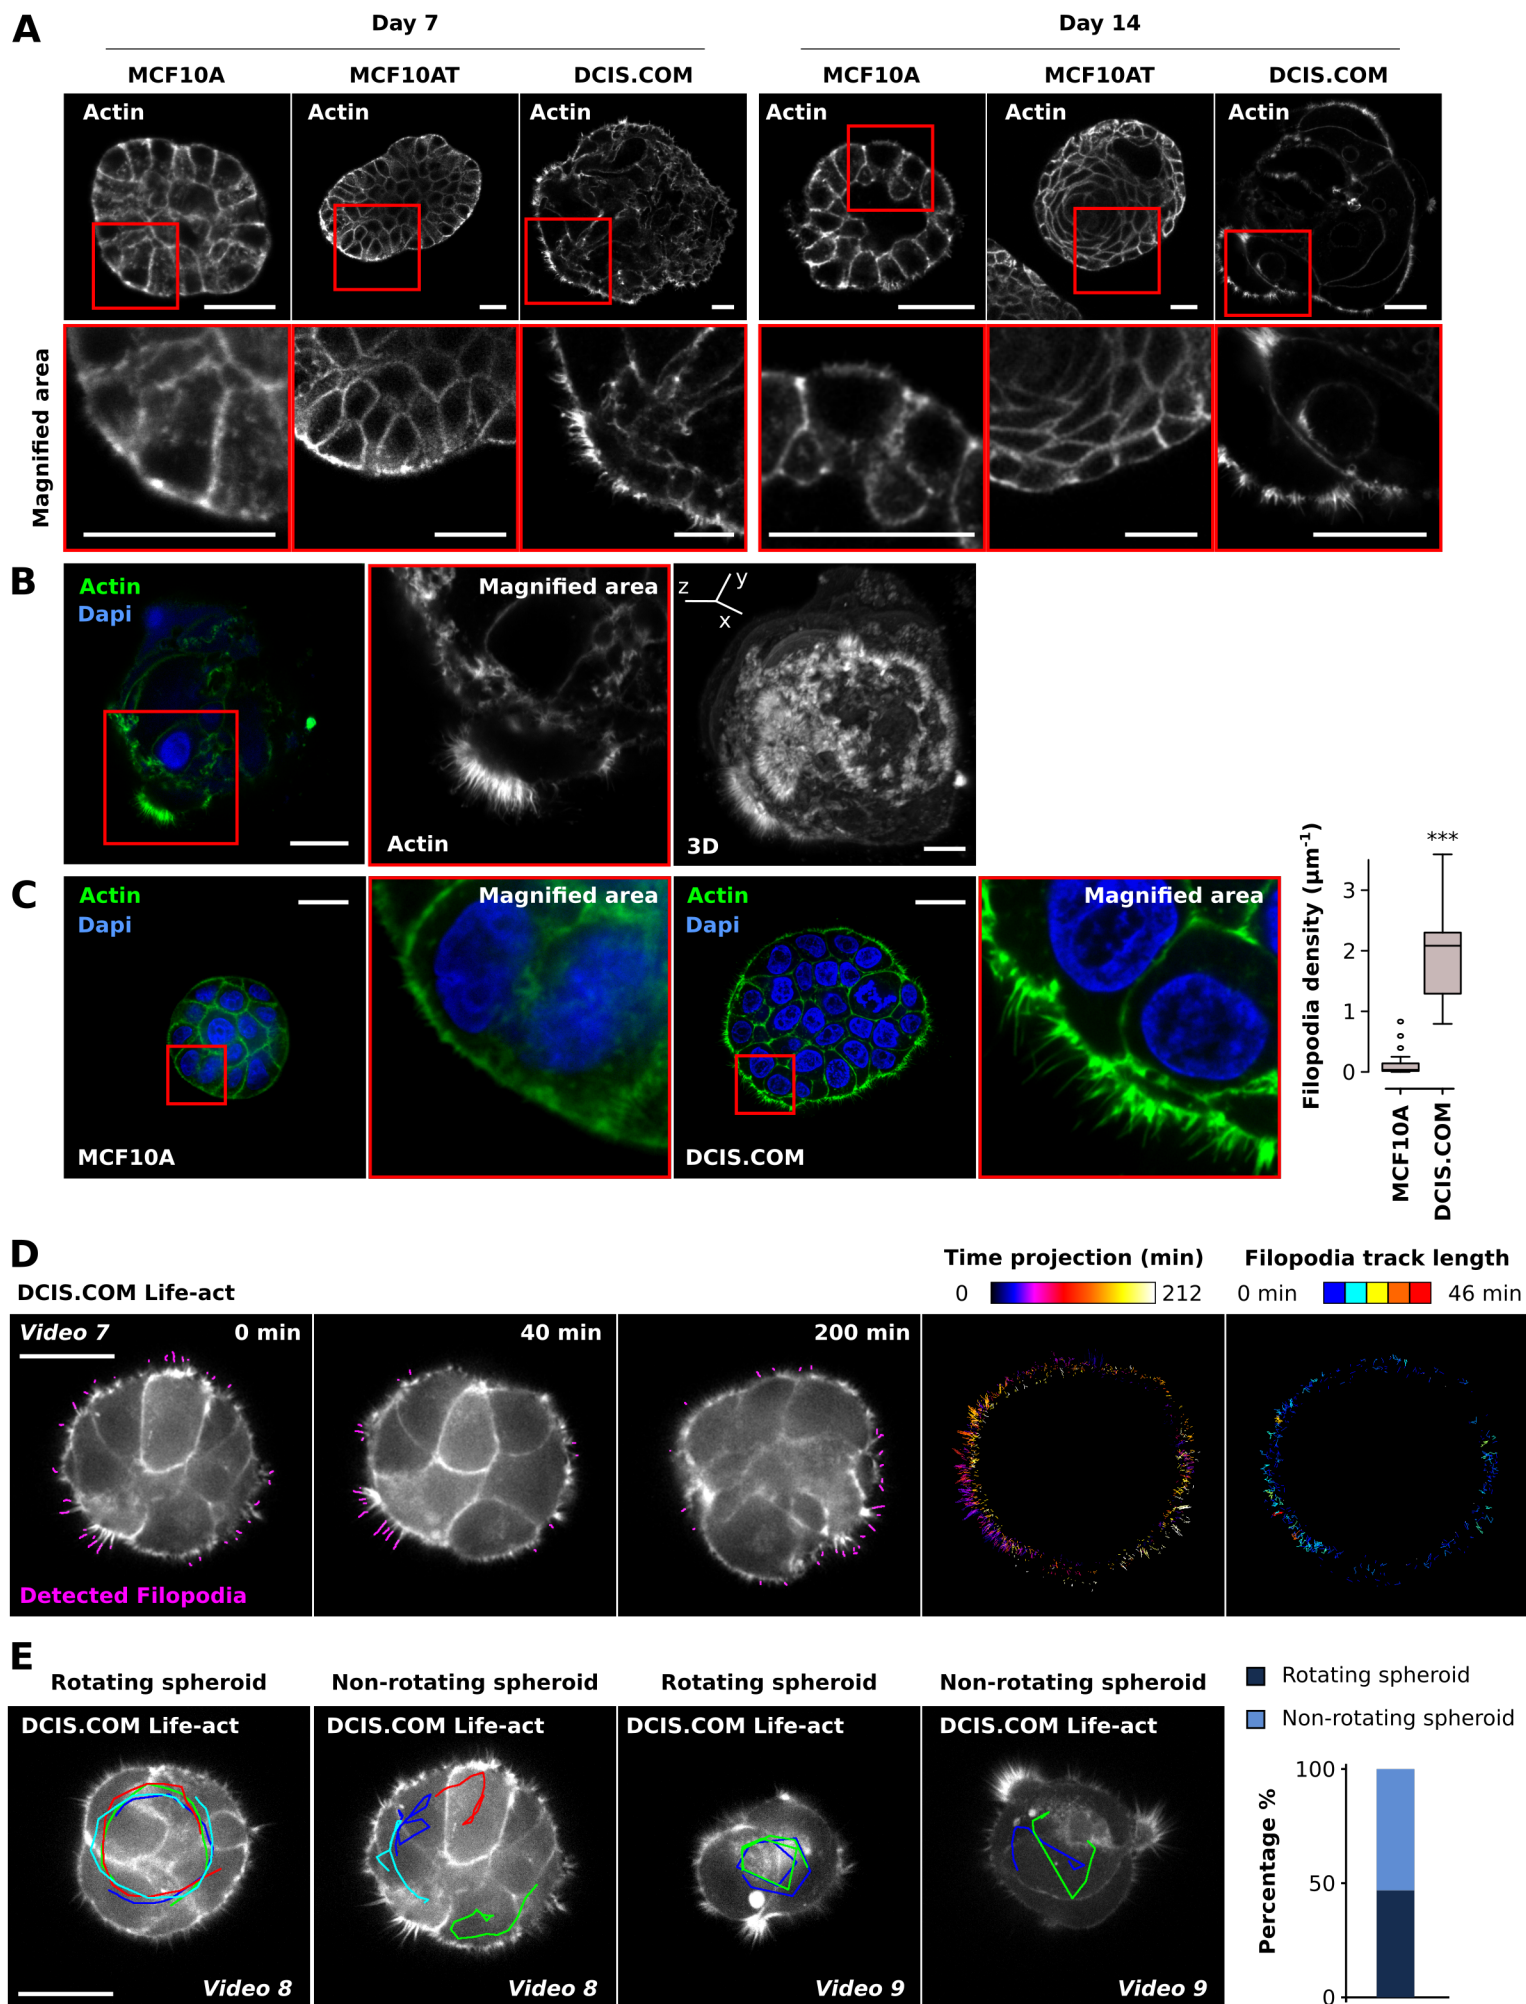 A
Day 7
Day 14
MCF10A
MCF10AT
DCIS.COM
MCF10A
MCF10AT
DCIS.COM
Actin
Actin
Actin
Actin
Actin
Actin
Magnified area
B
Actin
Dapi
Magnified area
Actin
z
y
x
3D
C
Actin
Dapi
MCF10A
Magnified area
Actin
Dapi
DCIS.COM
Magnified area
Filopodia density (µm⁻¹)
***
3
2
1
0
MCF10A
DCIS.COM
D
DCIS.COM Life-act
Time projection (min)
0
212
Filopodia track length
0 min
46 min
Video 7
0 min
40 min
200 min
Detected Filopodia
E
Rotating spheroid
Non-rotating spheroid
Rotating spheroid
Non-rotating spheroid
DCIS.COM Life-act
DCIS.COM Life-act
DCIS.COM Life-act
DCIS.COM Life-act
Video 8
Video 8
Video 9
Video 9
Rotating spheroid
Non-rotating spheroid
Percentage %
100
50
0